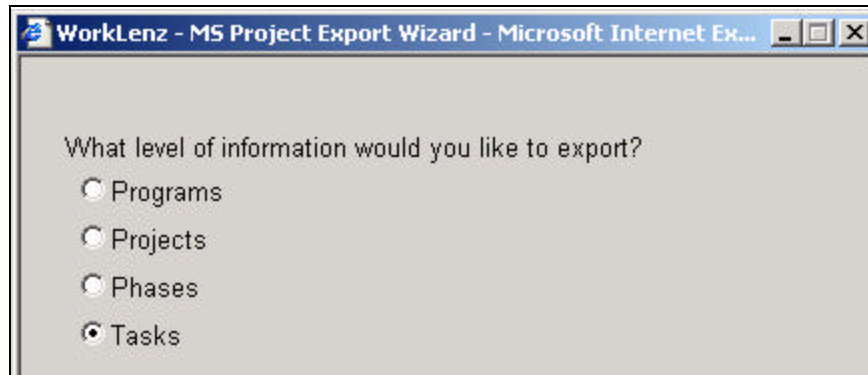 WorkLenz - MS Project Export Wizard - Microsoft Internet Ex...
What level of information would you like to export?
Programs
Projects
Phases
Tasks